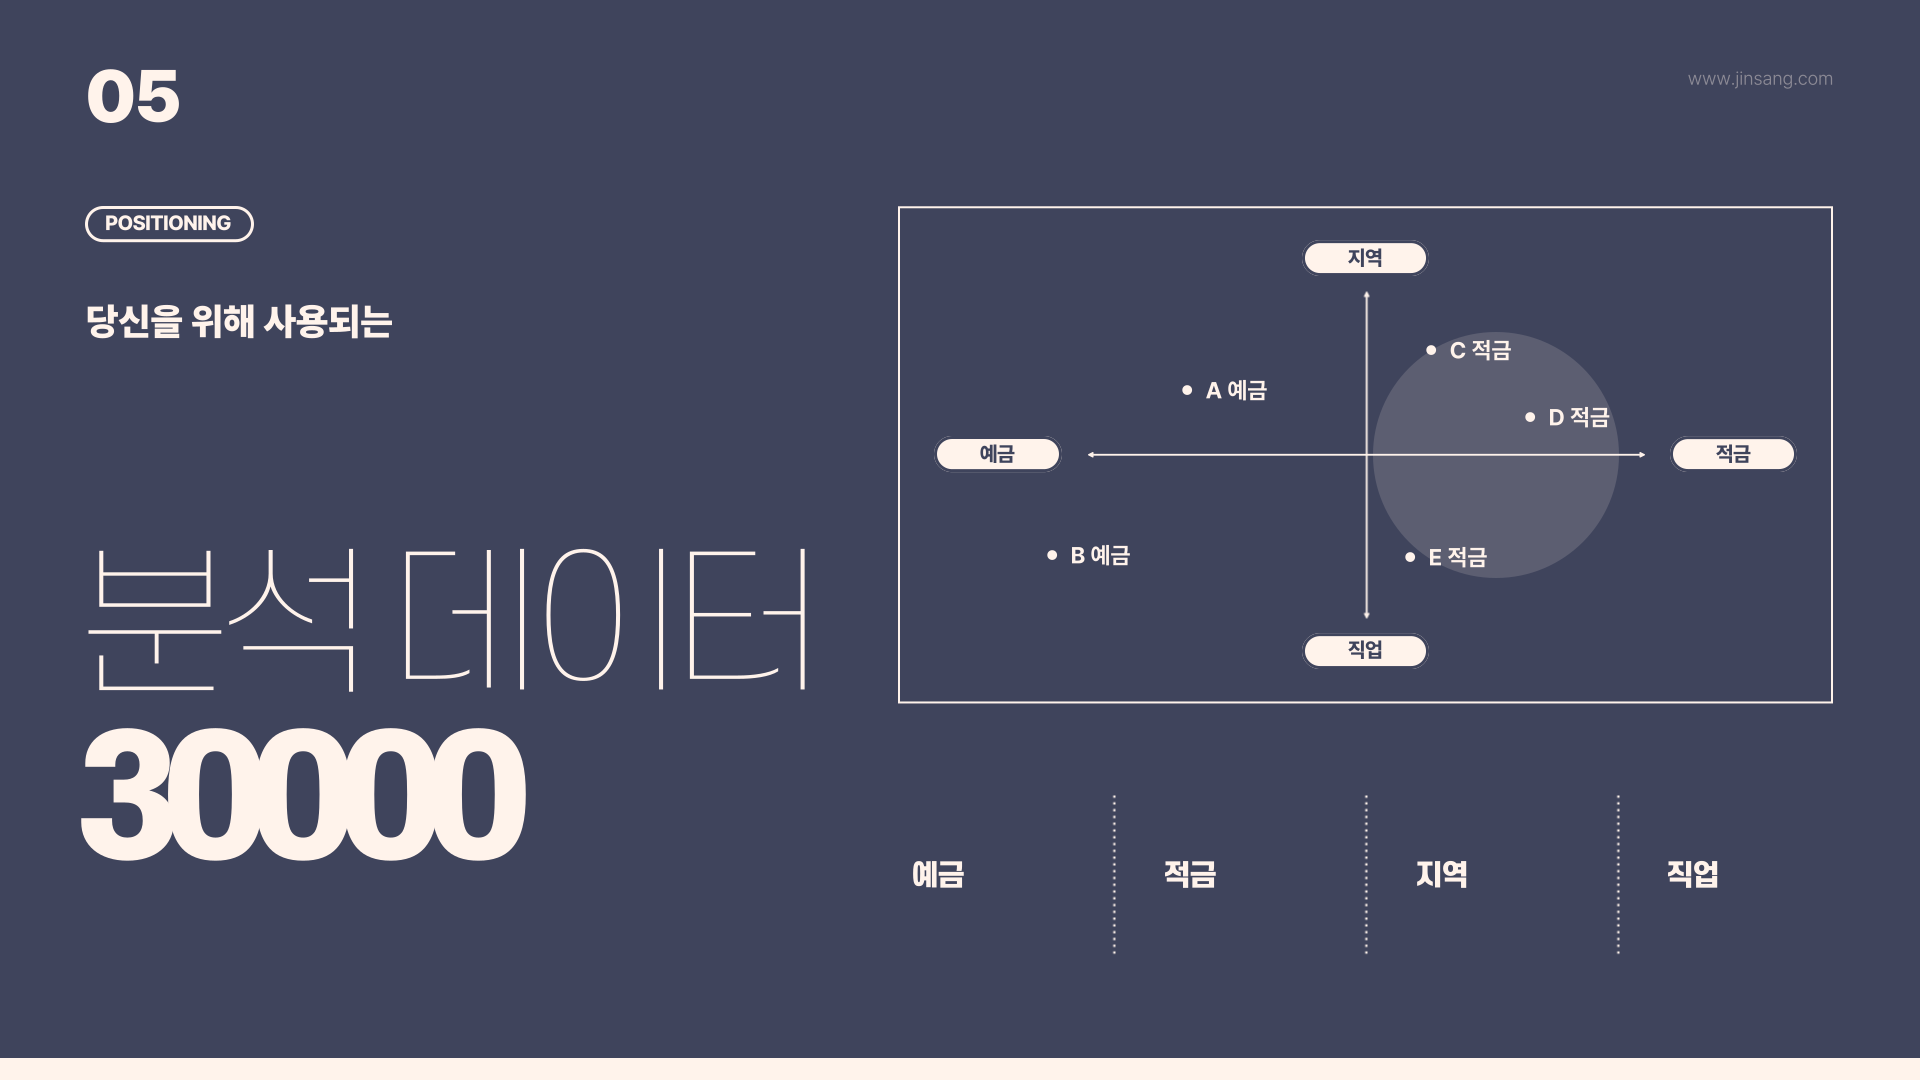 05
www.jinsang.com
POSITIONING
당신을 위해 사용되는
분석 데이터
30000
지역
C 적금
A 예금
D 적금
예금
적금
B 예금
E 적금
직업
예금
적금
지역
직업